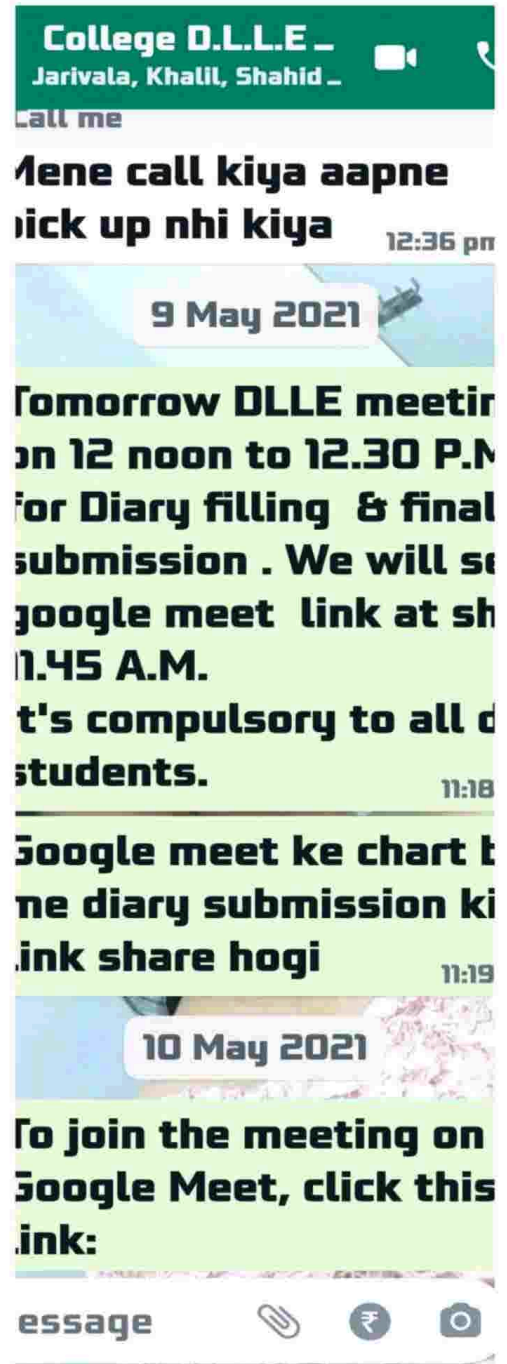 College D.L.L.E
Jarivala, Khalil, Shahid
Call me
Mene call kiya aapne
pick up nhi kiya
12:36 pm
9 May 2021
Tomorrow DLLE meetin
on 12 noon to 12.30 P.M
for Diary filling & final
submission . We will se
google meet link at sh
11.45 A.M.
t's compulsory to all d
students.
11:18
Google meet ke chart b
me diary submission ki
ink share hogi
11:19
10 May 2021
To join the meeting on
Google Meet, click this
ink:
essage